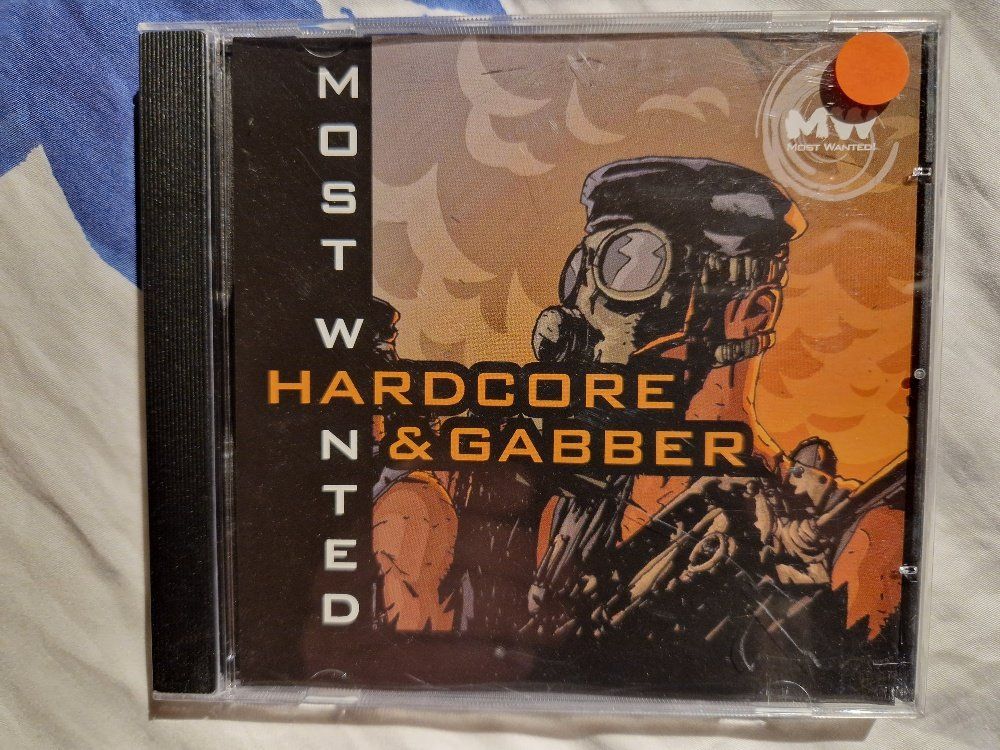 MOST WANTED
HARDCORE
& GABBER
MW
MOST WANTED!